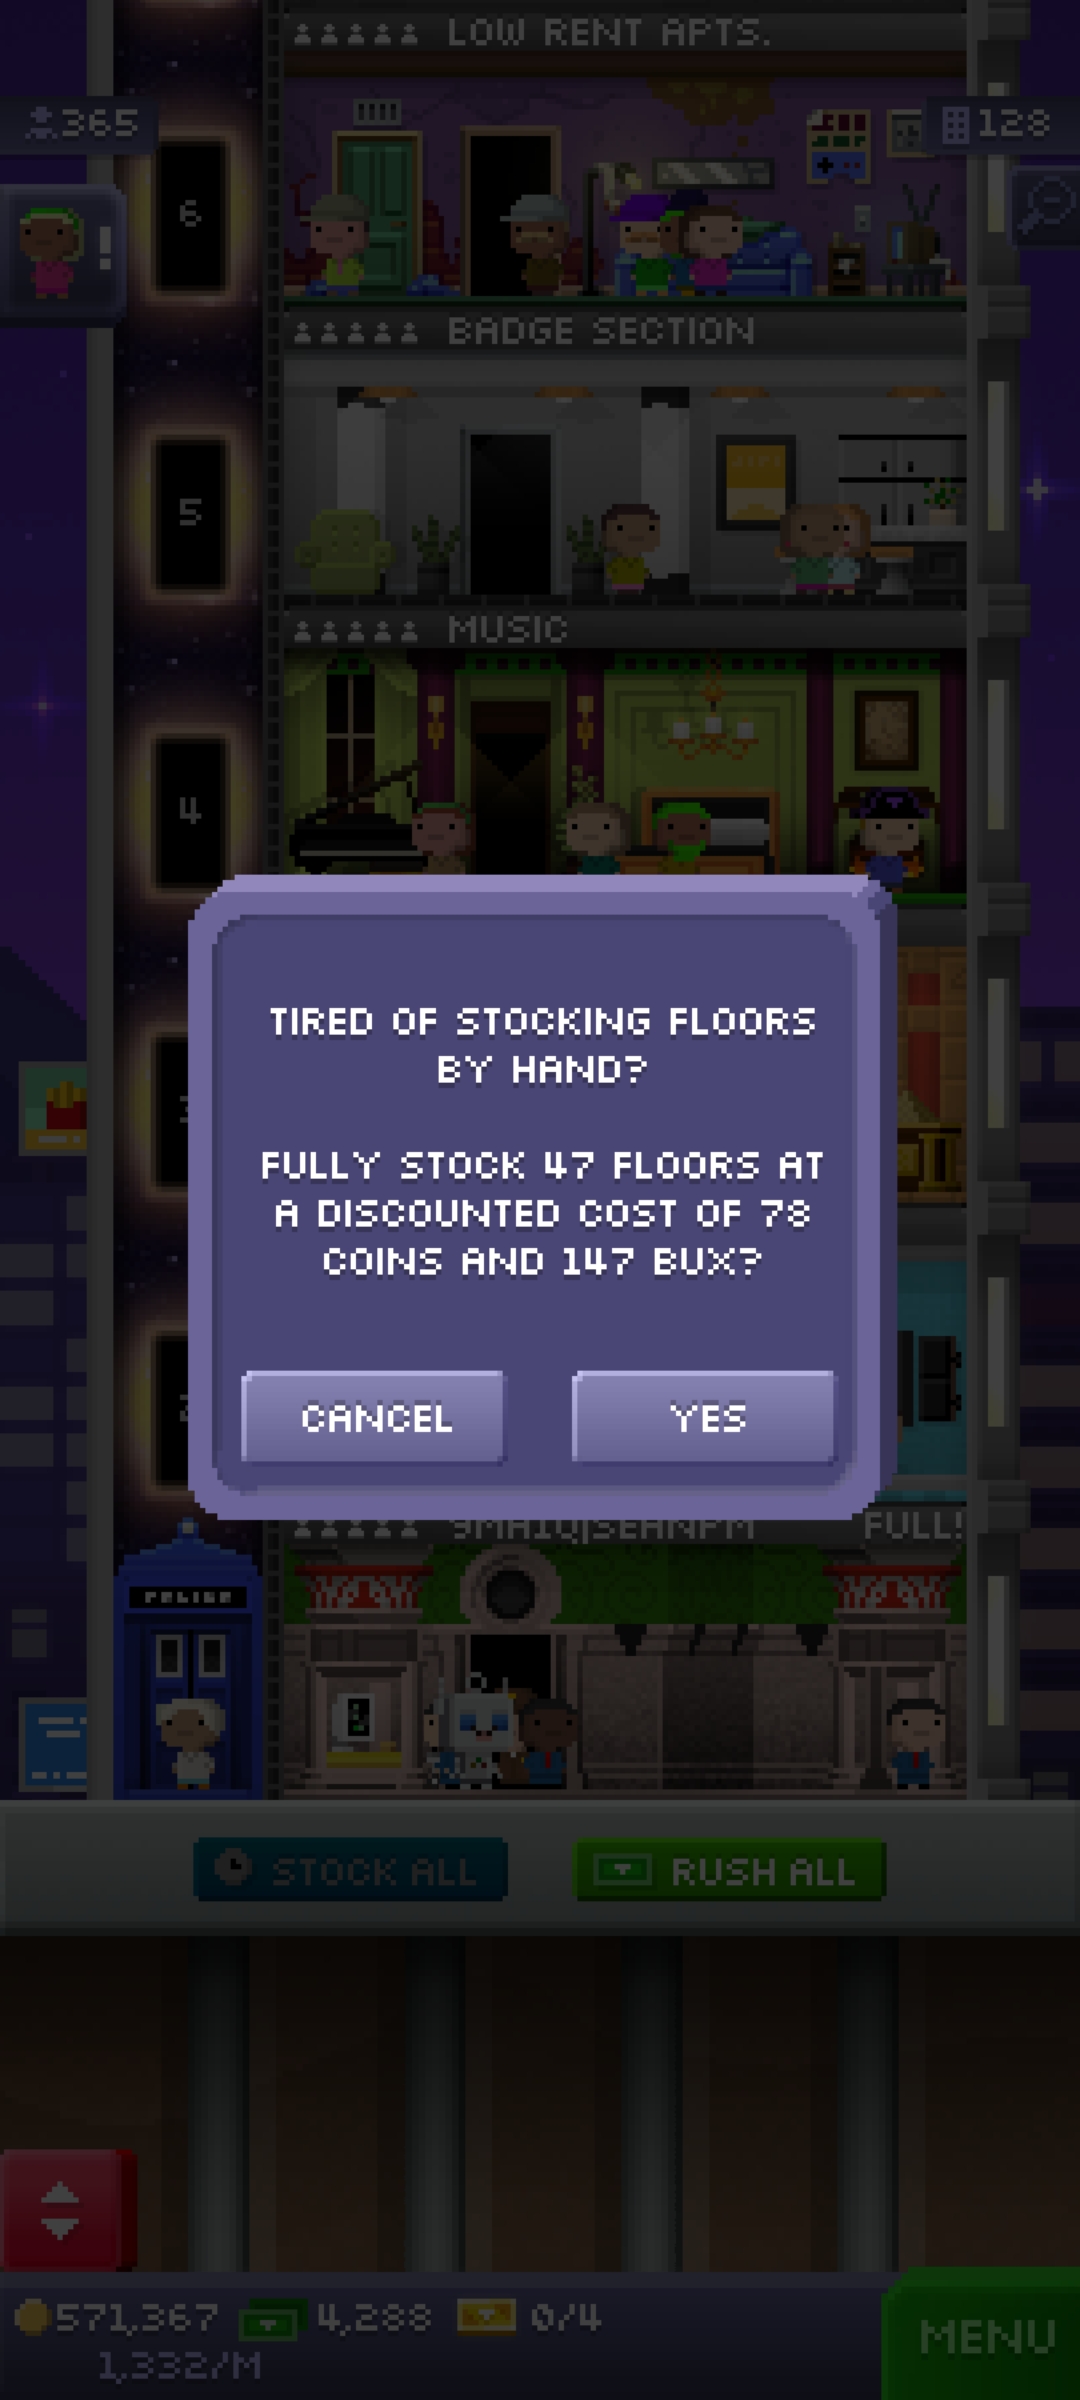 LOW RENT APTS.
365
128
6
!
BADGE SECTION
5
MUSIC
4
TIRED OF STOCKING FLOORS
BY HAND?
FULLY STOCK 47 FLOORS AT
A DISCOUNTED COST OF 78
COINS AND 147 BUX?
CANCEL
YES
FULL!
POLICE
STOCK ALL
RUSH ALL
571,367
4,288
0/4
1,332/M
MENU